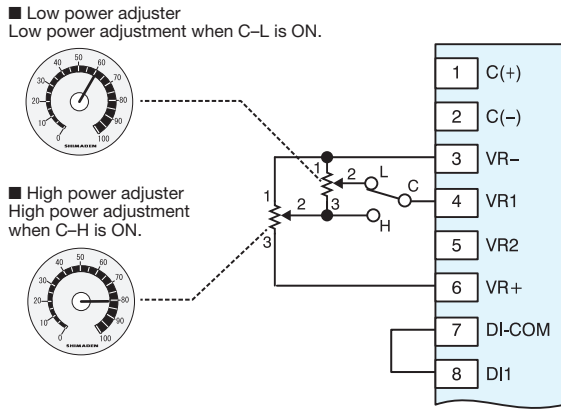 ■ Low power adjuster
Low power adjustment when C–L is ON.
0 10 20 30 40 50 60 70 80 90 100
SHIMADEN
■ High power adjuster
High power adjustment
when C–H is ON.
0 10 20 30 40 50 60 70 80 90 100
SHIMADEN
1 2 3
1 2 3
L
C
H
1 C(+)
2 C(–)
3 VR–
4 VR1
5 VR2
6 VR+
7 DI-COM
8 DI1